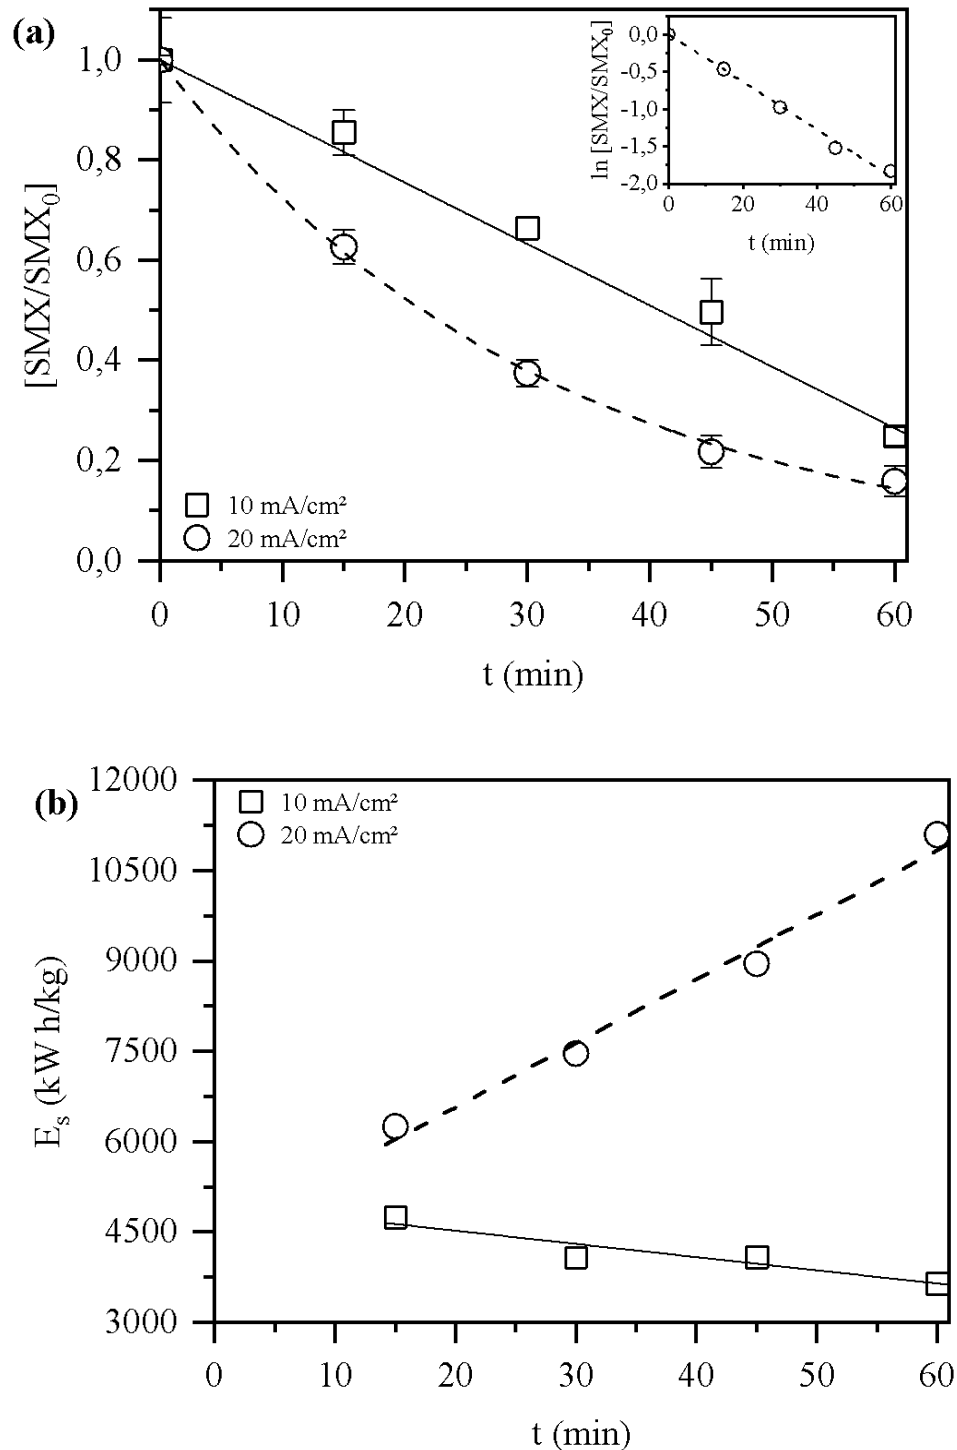 (a)
[SMX/SMX₀]
1,0
0,8
0,6
0,4
0,2
0,0
0 10 20 30 40 50 60
t (min)
10 mA/cm²
20 mA/cm²
ln [SMX/SMX₀]
0,0
-0,5
-1,0
-1,5
-2,0
0 20 40 60
t (min)
(b)
Eₛ (kW h/kg)
12000
10500
9000
7500
6000
4500
3000
0 10 20 30 40 50 60
t (min)
10 mA/cm²
20 mA/cm²